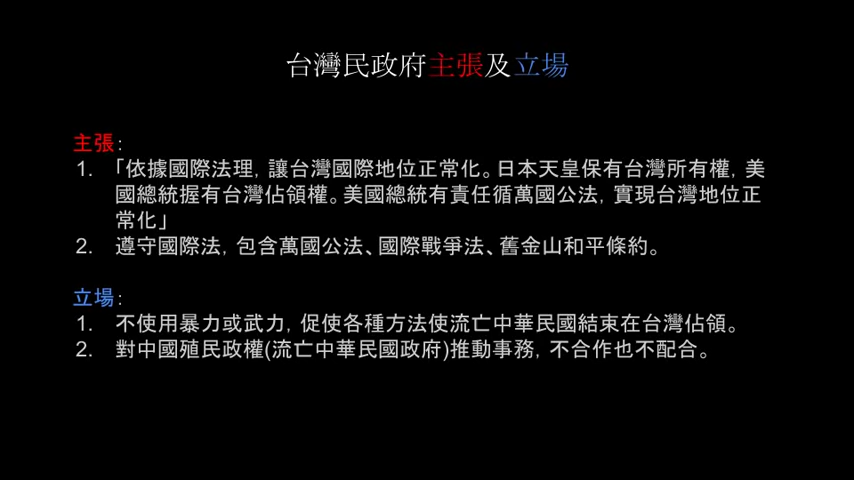 台灣民政府主張及立場
主張：
1. 「依據國際法理，讓台灣國際地位正常化。日本天皇保有台灣所有權，美
國總統握有台灣佔領權。美國總統有責任循萬國公法，實現台灣地位正
常化」
2. 遵守國際法，包含萬國公法、國際戰爭法、舊金山和平條約。
立場：
1. 不使用暴力或武力，促使各種方法使流亡中華民國結束在台灣佔領。
2. 對中國殖民政權(流亡中華民國政府)推動事務，不合作也不配合。